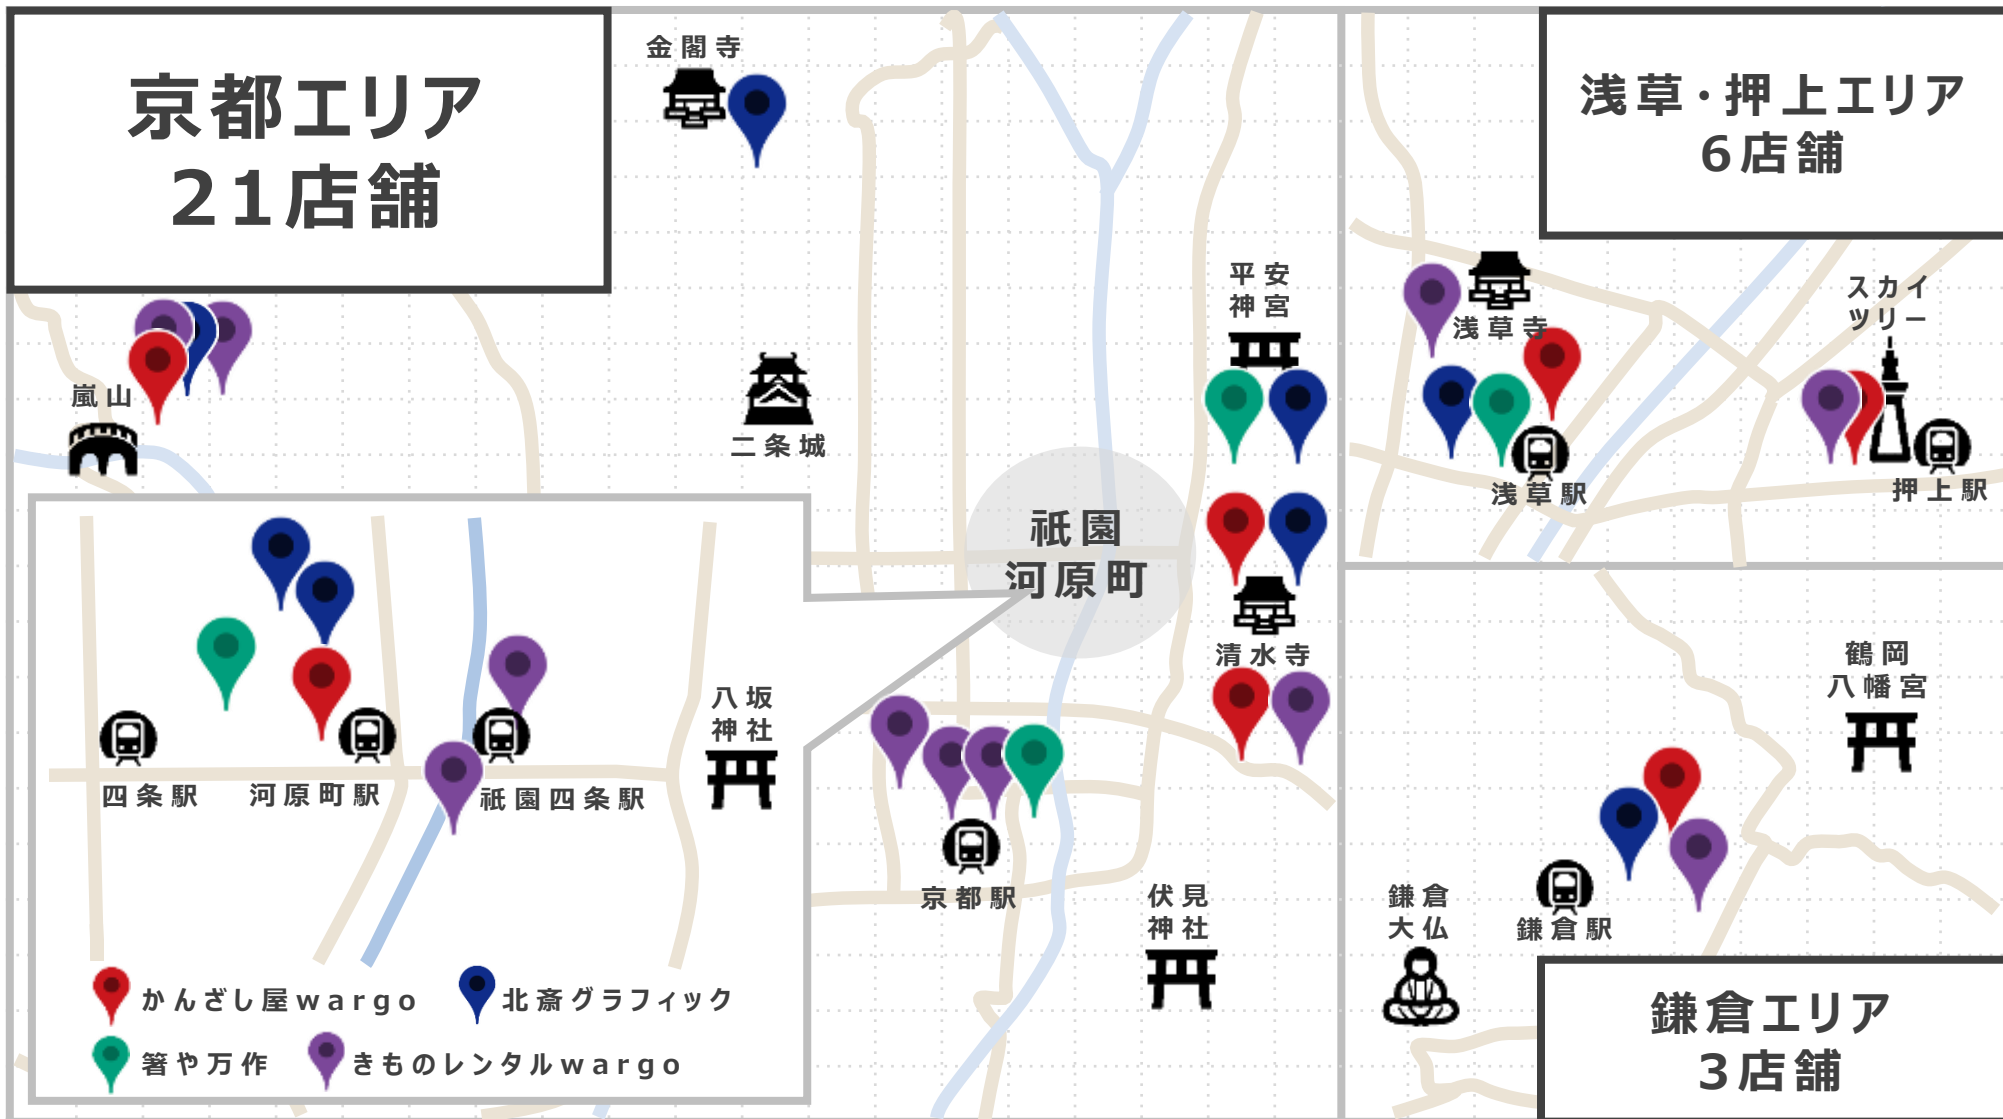 京都エリア
21店舗
金閣寺
嵐山
二条城
平安
神宮
祇園
河原町
清水寺
京都駅
伏見
神社
四条駅
河原町駅
祇園四条駅
八坂
神社
かんざし屋wargo
北斎グラフィック
箸や万作
きものレンタルwargo
浅草・押上エリア
6店舗
浅草寺
浅草駅
スカイ
ツリー
押上駅
鶴岡
八幡宮
鎌倉
大仏
鎌倉駅
鎌倉エリア
3店舗